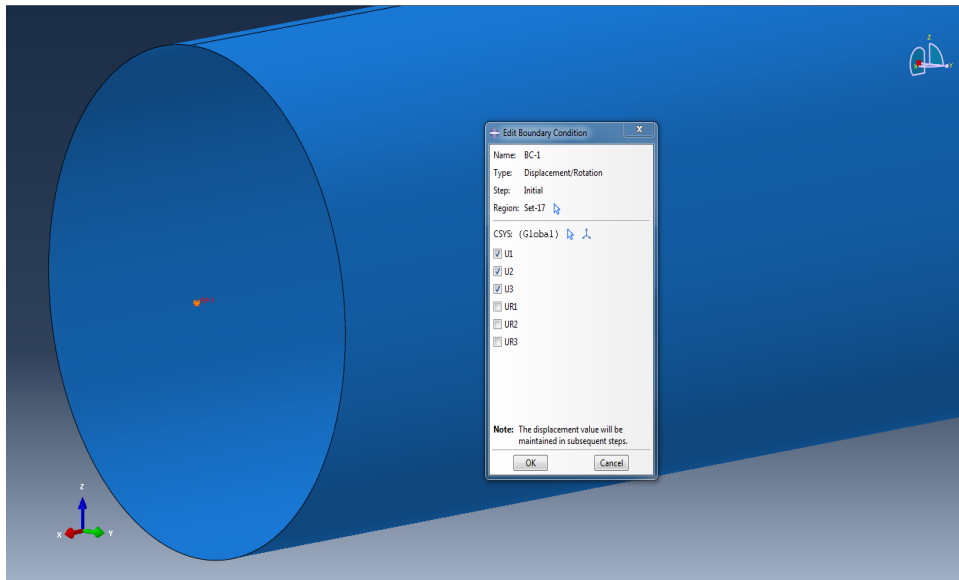 Z
X
Y
Edit Boundary Condition
X
Name: BC-1
Type: Displacement/Rotation
Step: Initial
Region: Set-17
CSYS: (Global)
U1
U2
U3
UR1
UR2
UR3
Note: The displacement value will be
maintained in subsequent steps.
OK Cancel
Z
X Y